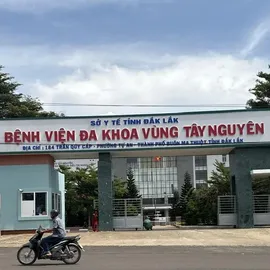 SỞ Y TẾ TỈNH ĐẮK LẮK
BỆNH VIỆN ĐA KHOA VÙNG TÂY NGUYÊN
ĐỊA CHỈ : 184 TRẦN QUÝ CÁP - PHƯỜNG TỰ AN - THÀNH PHỐ BUÔN MA THUỘT TỈNH ĐẮK LẮK